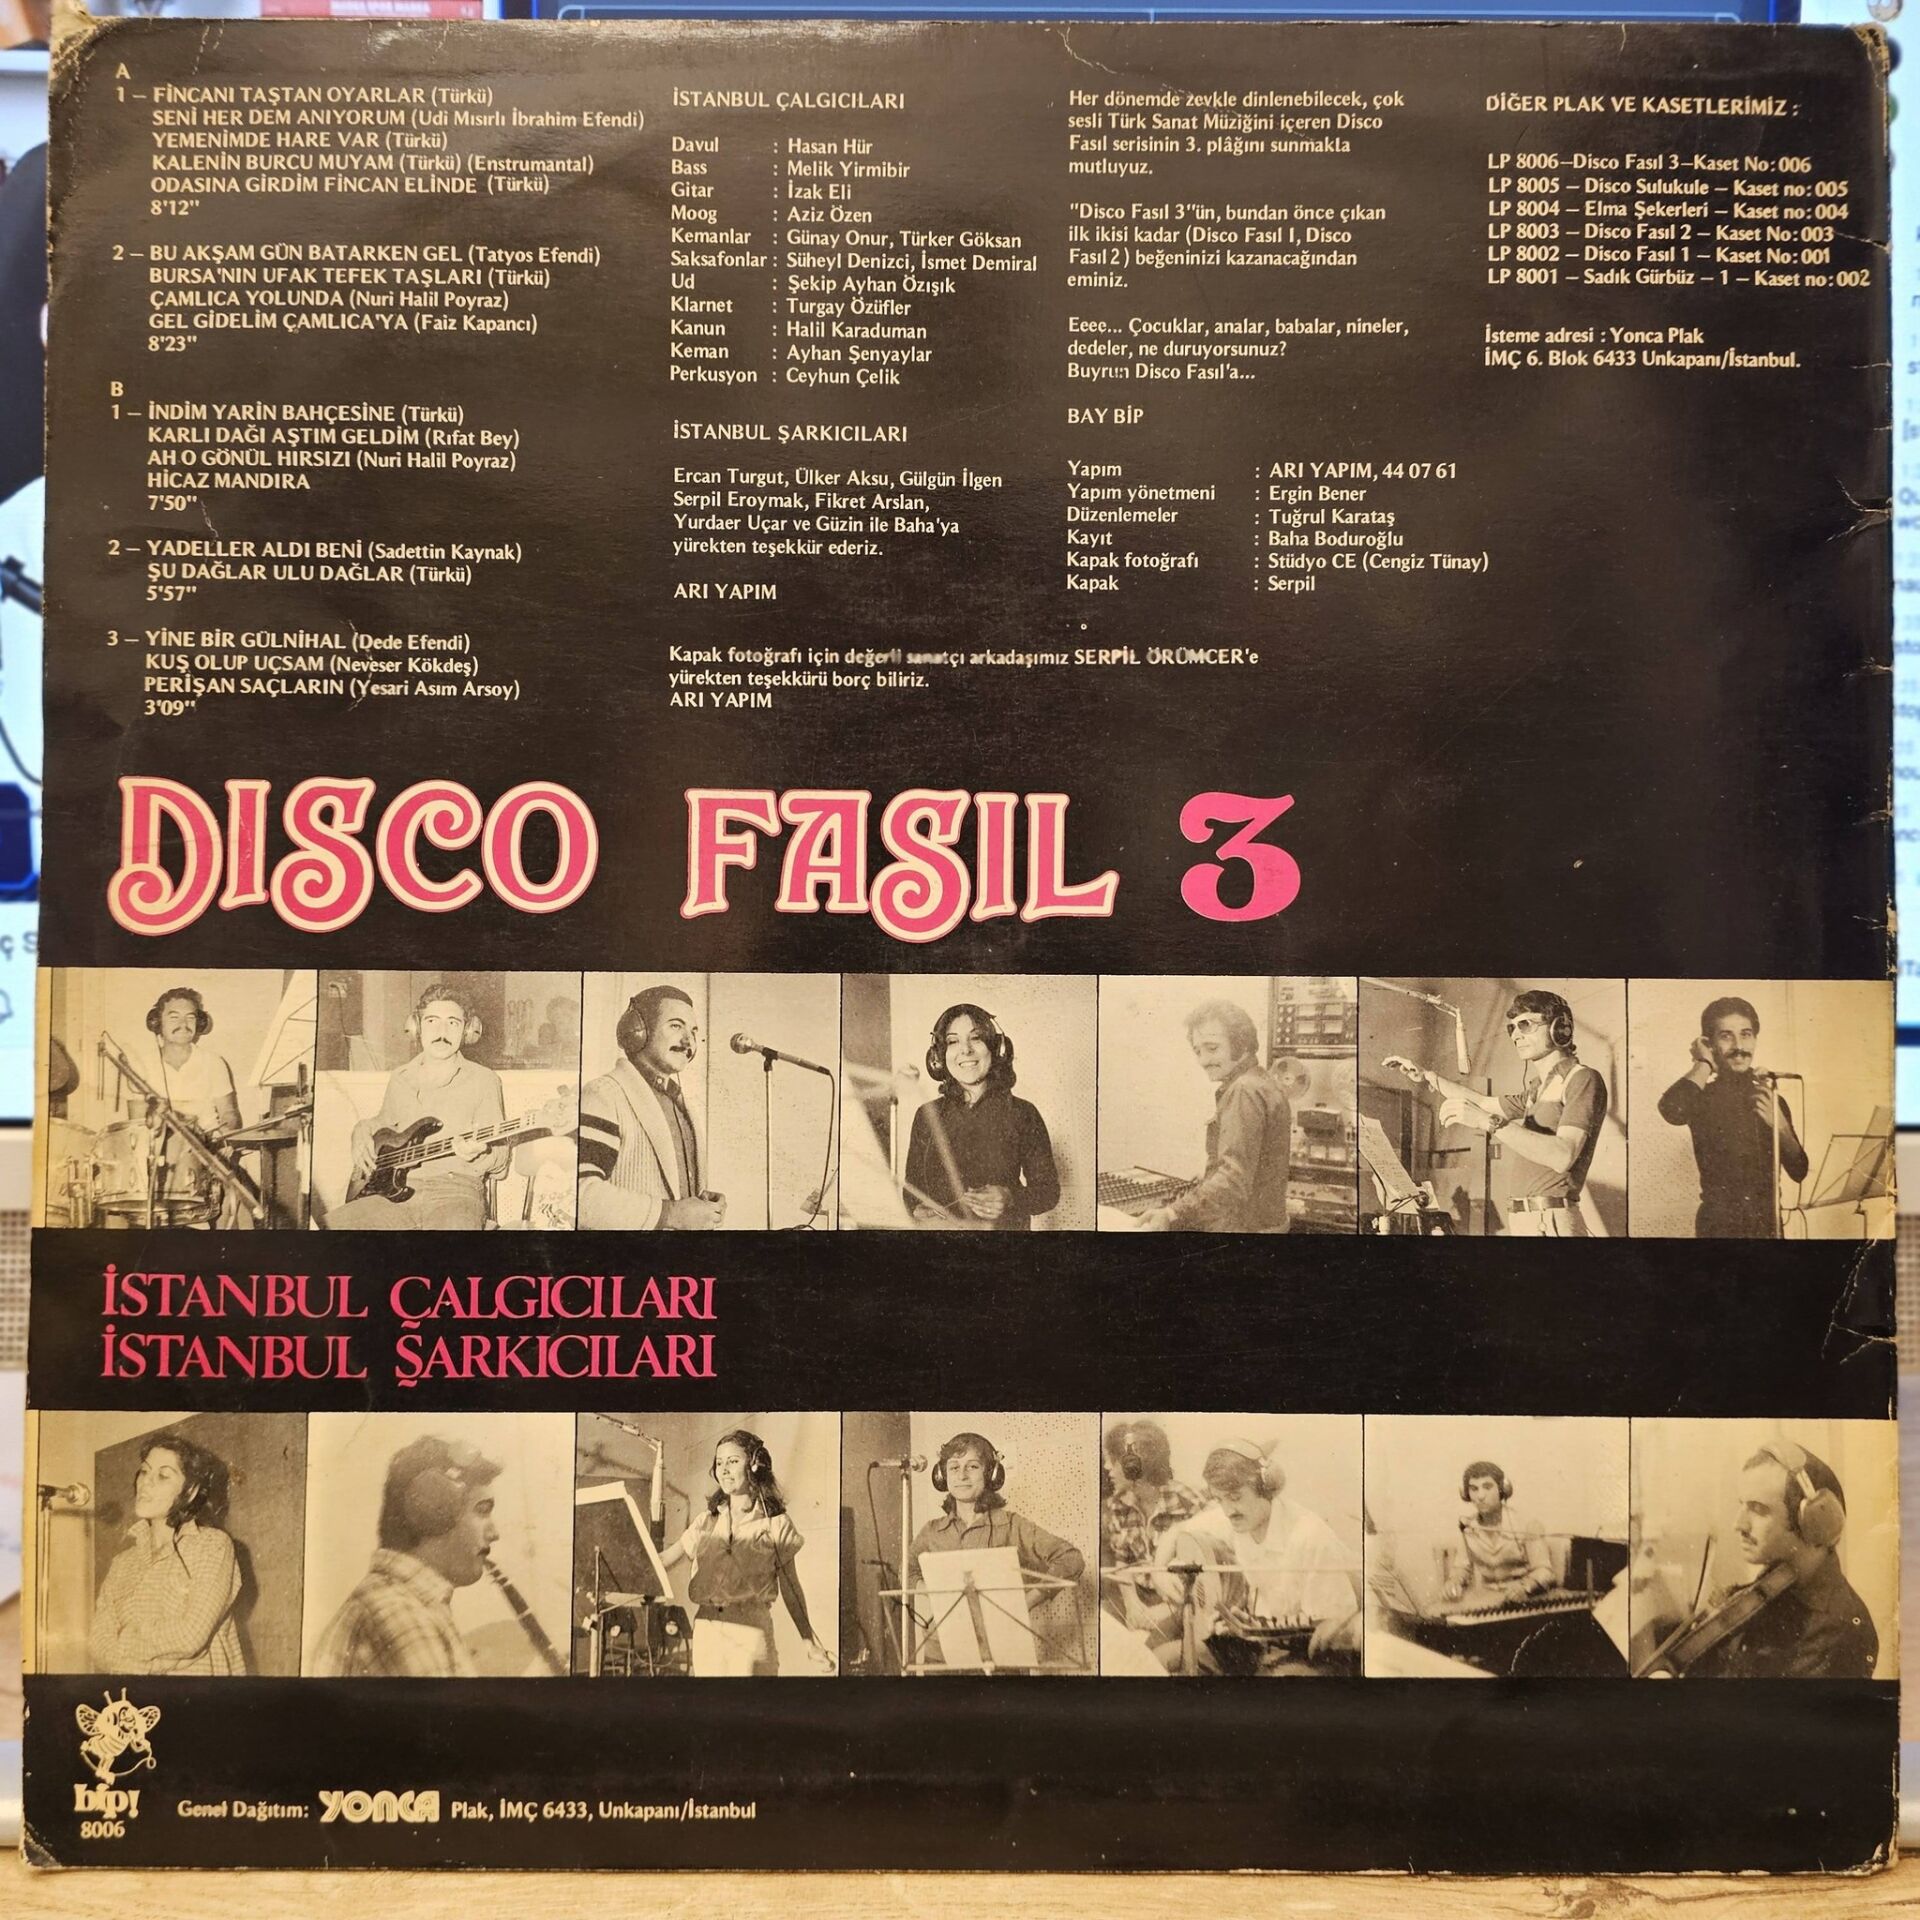 A
1 – FİNCANI TAŞTAN OYARLAR (Türkü)
SENİ HER DEM ANIYORUM (Udi Mısırlı İbrahim Efendi)
YEMENİMDE HARE VAR (Türkü)
KALENİN BURCU MUYAM (Türkü) (Enstrumantal)
ODASINA GİRDİM FİNCAN ELİNDE (Türkü)
8'12"
2 – BU AKŞAM GÜN BATARKEN GEL (Tatyos Efendi)
BURSA'NIN UFAK TEFEK TAŞLARI (Türkü)
ÇAMLICA YOLUNDA (Nuri Halil Poyraz)
GEL GİDELİM ÇAMLICA'YA (Faiz Kapancı)
8'23"
B
1 – İNDİM YARİN BAHÇESİNE (Türkü)
KARLI DAĞI AŞTIM GELDİM (Rıfat Bey)
AH O GÖNÜL HIRSIZI (Nuri Halil Poyraz)
HİCAZ MANDIRA
7'50"
2 – YADELLER ALDI BENİ (Sadettin Kaynak)
ŞU DAĞLAR ULU DAĞLAR (Türkü)
5'57"
3 – YİNE BİR GÜLNİHAL (Dede Efendi)
KUŞ OLUP UÇSAM (Neveser Kökdeş)
PERİŞAN SAÇLARIN (Yesari Asım Arsoy)
3'09"
İSTANBUL ÇALGICILARI
Davul : Hasan Hür
Bass : Melik Yirmibir
Gitar : İzak Eli
Moog : Aziz Özen
Kemanlar : Günay Onur, Türker Göksan
Saksafonlar : Süheyl Denizci, İsmet Demiral
Ud : Şekip Ayhan Özışık
Klarnet : Turgay Özüfler
Kanun : Halil Karaduman
Keman : Ayhan Şenyaylar
Perkusyon : Ceyhun Çelik
İSTANBUL ŞARKICILARI
Ercan Turgut, Ülker Aksu, Gülgün İlgen
Serpil Eroymak, Fikret Arslan,
Yurdaer Uçar ve Güzin ile Baha'ya
yürekten teşekkür ederiz.
ARI YAPIM
Kapak fotoğrafı için değerli sanatçı arkadaşımız SERPİL ÖRÜMCER'e
yürekten teşekkürü borç biliriz.
ARI YAPIM
Her dönemde zevkle dinlenebilecek, çok
sesli Türk Sanat Müziğini içeren Disco
Fasıl serisinin 3. plâğını sunmakla
mutluyuz.
"Disco Fasıl 3"ün, bundan önce çıkan
ilk ikisi kadar (Disco Fasıl I, Disco
Fasıl 2) beğeninizi kazanacağından
eminiz.
Eeee... Çocuklar, analar, babalar, nineler,
dedeler, ne duruyorsunuz?
Buyrun Disco Fasıl'a...
BAY BİP
Yapım : ARI YAPIM, 44 07 61
Yapım yönetmeni : Ergin Bener
Düzenlemeler : Tuğrul Karataş
Kayıt : Baha Boduroğlu
Kapak fotoğrafı : Stüdyo CE (Cengiz Tünay)
Kapak : Serpil
DİĞER PLAK VE KASETLERİMİZ :
LP 8006–Disco Fasıl 3–Kaset No: 006
LP 8005 – Disco Sulukule – Kaset no: 005
LP 8004 – Elma Şekerleri – Kaset no: 004
LP 8003 – Disco Fasıl 2 – Kaset No: 003
LP 8002 – Disco Fasıl 1 – Kaset No: 001
LP 8001 – Sadık Gürbüz – 1 – Kaset no: 002
İsteme adresi : Yonca Plak
İMÇ 6. Blok 6433 Unkapanı/İstanbul.
DISCO FASIL 3
İSTANBUL ÇALGICILARI
İSTANBUL ŞARKICILARI
bip!
8006
Genel Dağıtım: YONCA Plak, İMÇ 6433, Unkapanı/İstanbul